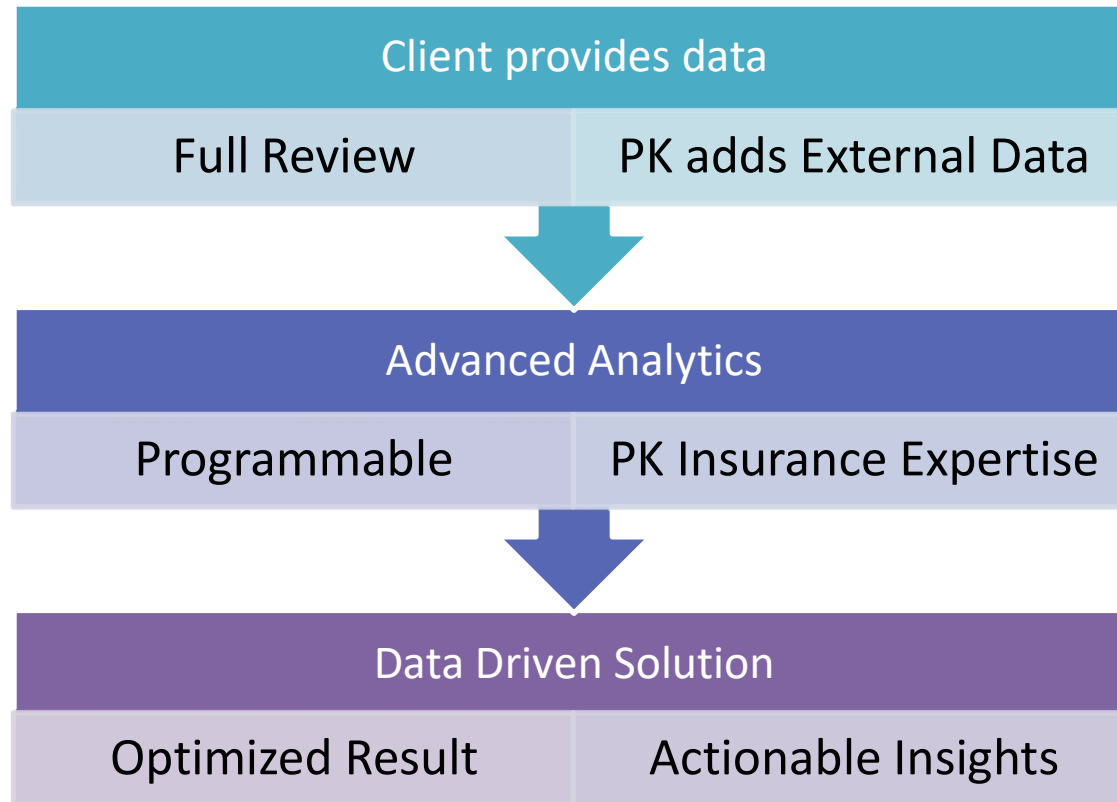 Client provides data
Full Review
PK adds External Data
Advanced Analytics
Programmable
PK Insurance Expertise
Data Driven Solution
Optimized Result
Actionable Insights